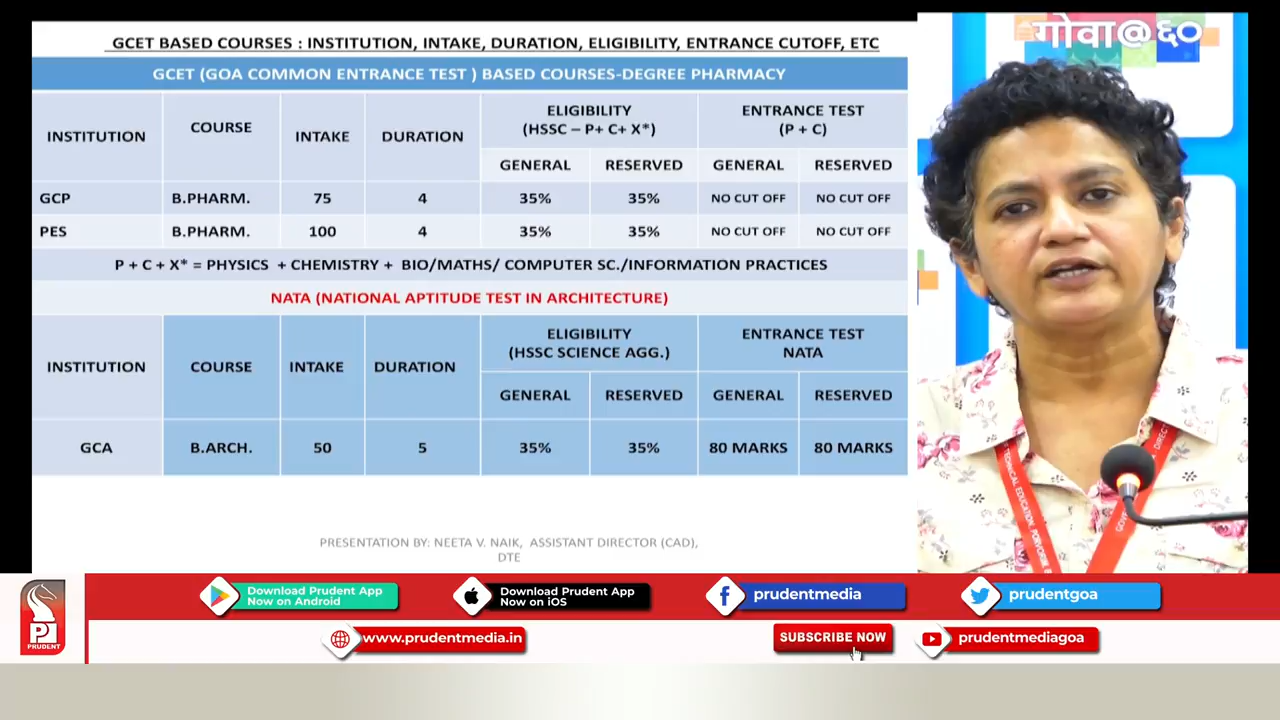 GCET BASED COURSES : INSTITUTION, INTAKE, DURATION, ELIGIBILITY, ENTRANCE CUTOFF, ETC
GCET (GOA COMMON ENTRANCE TEST ) BASED COURSES-DEGREE PHARMACY
INSTITUTION COURSE INTAKE DURATION ELIGIBILITY (HSSC – P+ C+ X*) ENTRANCE TEST (P + C)
GENERAL RESERVED GENERAL RESERVED
GCP B.PHARM. 75 4 35% 35% NO CUT OFF NO CUT OFF
PES B.PHARM. 100 4 35% 35% NO CUT OFF NO CUT OFF
P + C + X* = PHYSICS + CHEMISTRY + BIO/MATHS/ COMPUTER SC./INFORMATION PRACTICES
NATA (NATIONAL APTITUDE TEST IN ARCHITECTURE)
INSTITUTION COURSE INTAKE DURATION ELIGIBILITY (HSSC SCIENCE AGG.) ENTRANCE TEST NATA
GENERAL RESERVED GENERAL RESERVED
GCA B.ARCH. 50 5 35% 35% 80 MARKS 80 MARKS
PRESENTATION BY: NEETA V. NAIK, ASSISTANT DIRECTOR (CAD),
DTE
गोवा@६०
TECHNICAL EDUCATION, PORVORIM
PRUDENT
Download Prudent App
Now on Android
Download Prudent App
Now on iOS
prudentmedia
prudentgoa
www.prudentmedia.in
SUBSCRIBE NOW
prudentmediagoa